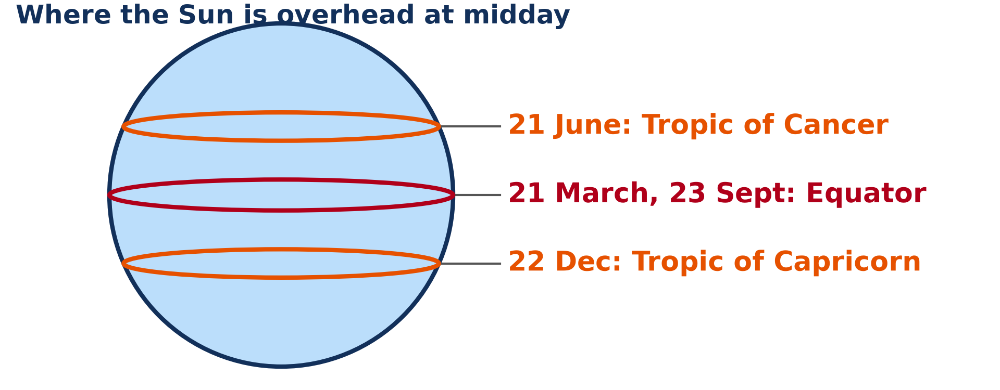 Where the Sun is overhead at midday
21 June: Tropic of Cancer
21 March, 23 Sept: Equator
22 Dec: Tropic of Capricorn